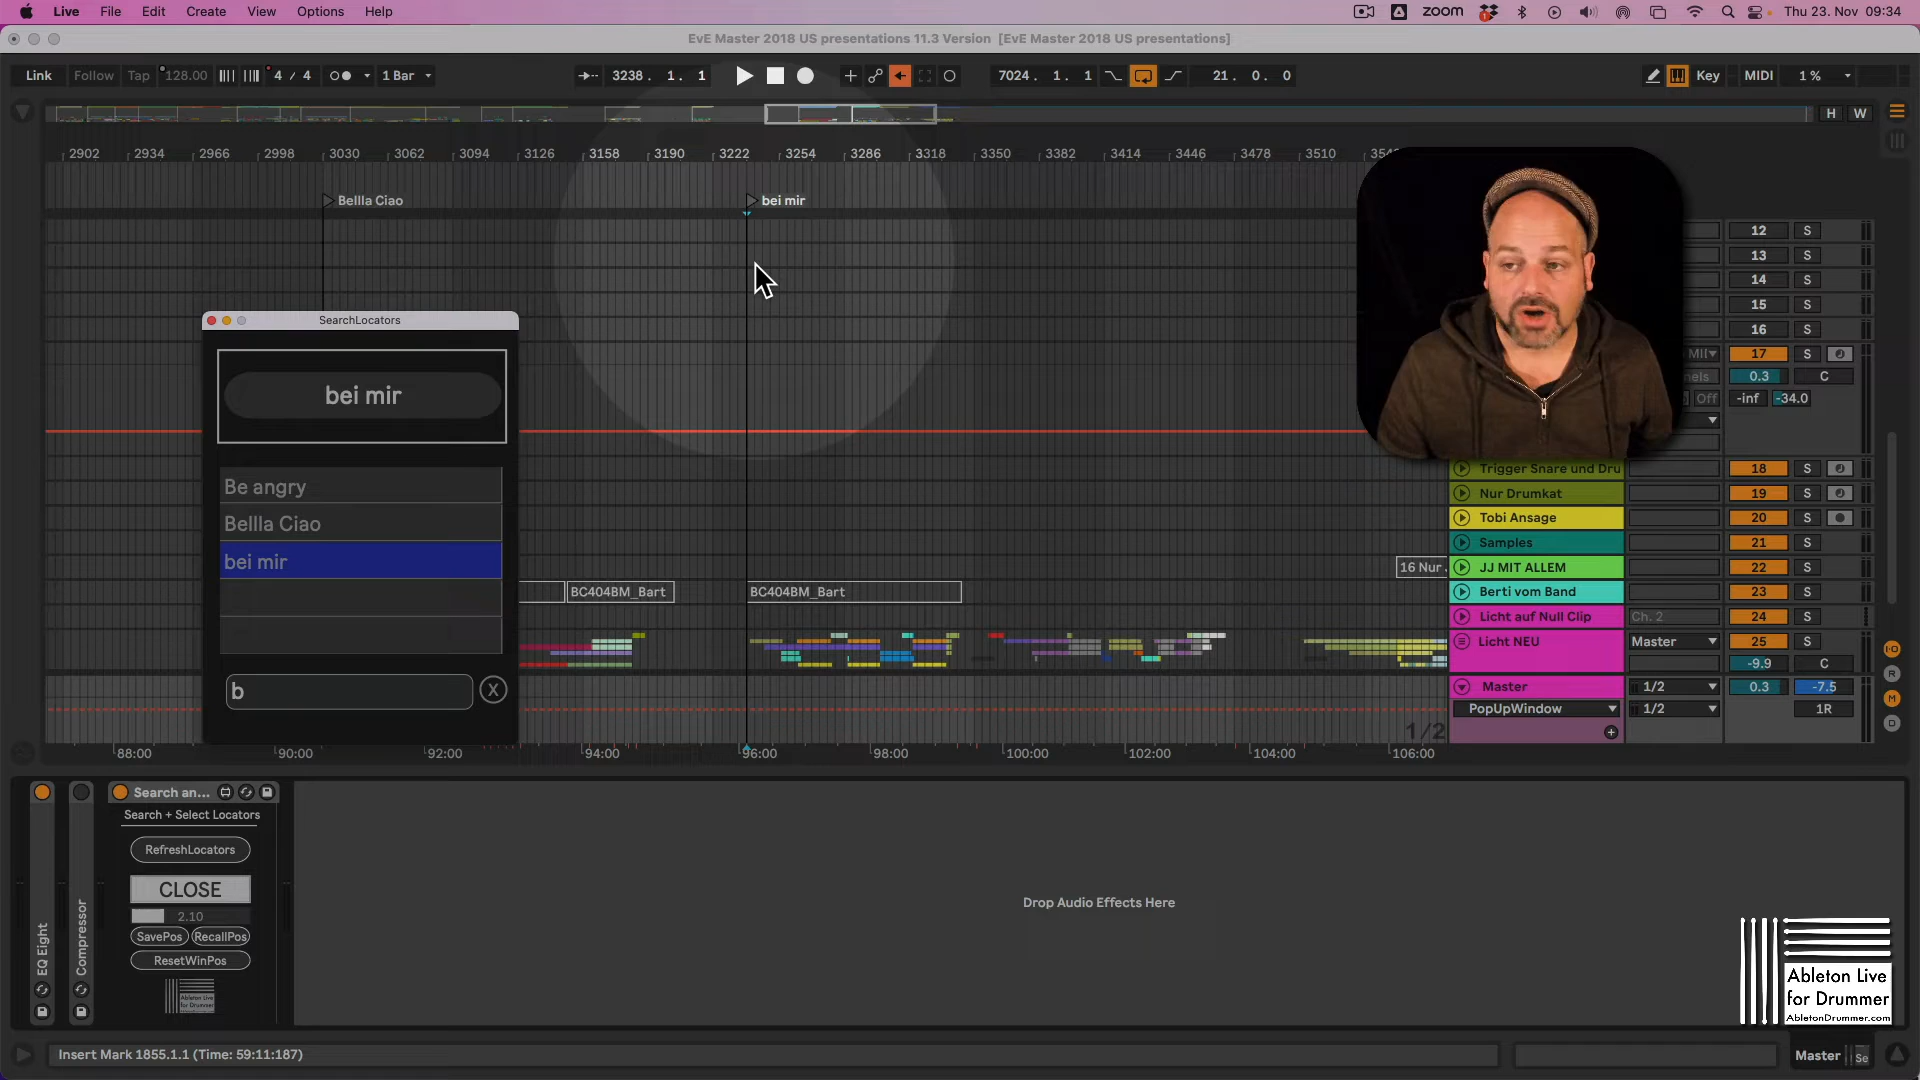 Live File Edit Create View Options Help
zoom
Thu 23. Nov 09:34
EvE Master 2018 US presentations 11.3 Version [EvE Master 2018 US presentations]
Link Follow Tap 128.00 4 / 4 1 Bar
3238. 1. 1
7024. 1. 1
21. 0. 0
Key MIDI 1 %
H W
2902 2934 2966 2998 3030 3062 3094 3126 3158 3190 3222 3254 3286 3318 3350 3382 3414 3446 3478 3510
Bellla Ciao
bei mir
12 S
13 S
14 S
15 S
16 S
17 S
0.3 C
Off -inf -34.0
SearchLocators
bei mir
Be angry
Bellla Ciao
bei mir
b
X
BC404BM_Bart
BC404BM_Bart
16 Nur
Trigger Snare und Dru 18 S
Nur Drumkat 19 S
Tobi Ansage 20 S
Samples 21 S
JJ MIT ALLEM 22 S
Berti vom Band 23 S
Licht auf Null Clip Ch. 2 24 S
Licht NEU Master 25 S
-9.9 C
Master 1/2 0.3 -7.5
PopUpWindow 1/2 1R
1/2
R
M
D
88:00 90:00 92:00 94:00 96:00 98:00 100:00 102:00 104:00 106:00
EQ Eight
Compressor
Search an...
Search + Select Locators
RefreshLocators
CLOSE
2.10
SavePos RecallPos
ResetWinPos
Drop Audio Effects Here
Ableton Live
for Drummer
AbletonDrummer.com
Insert Mark 1855.1.1 (Time: 59:11:187)
Master
Se